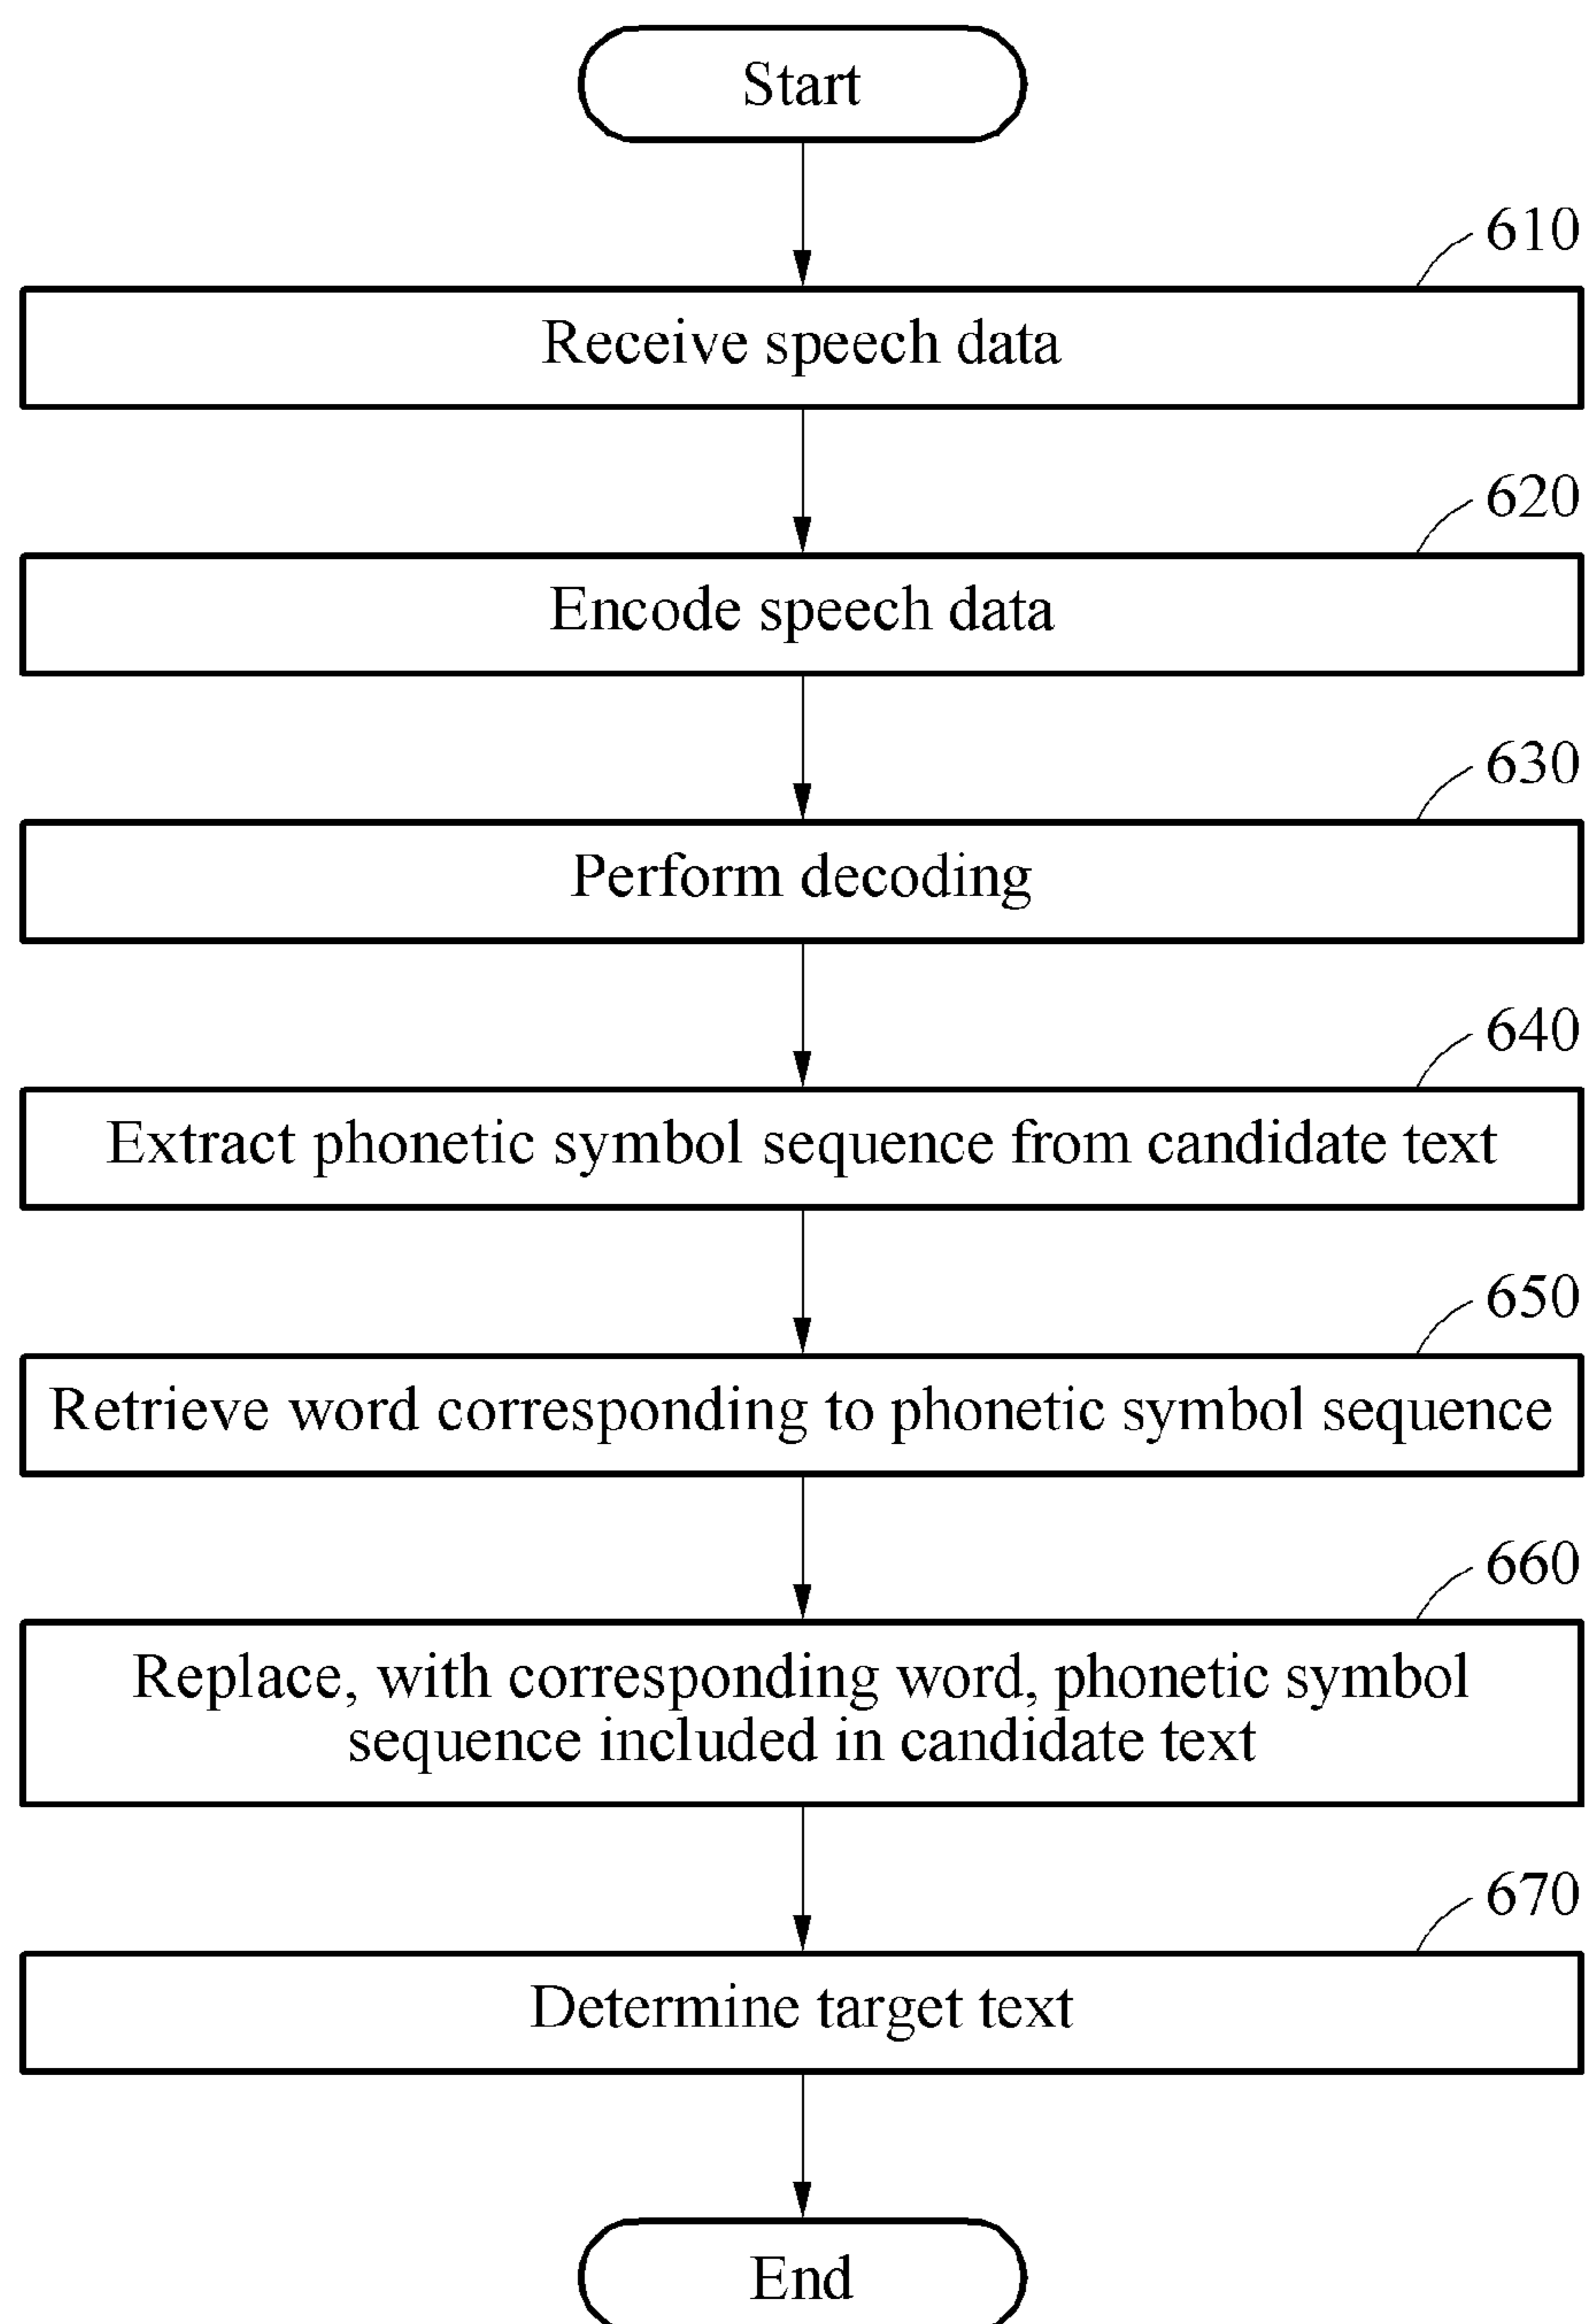 Start
610
Receive speech data
620
Encode speech data
630
Perform decoding
640
Extract phonetic symbol sequence from candidate text
650
Retrieve word corresponding to phonetic symbol sequence
660
Replace, with corresponding word, phonetic symbol
sequence included in candidate text
670
Determine target text
End